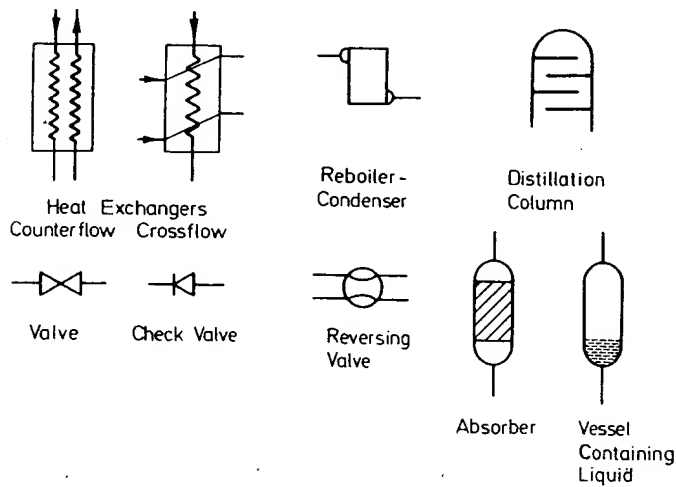 Heat Exchangers
Counterflow Crossflow
Reboiler-
Condenser
Distillation
Column
Valve
Check Valve
Reversing
Valve
Absorber
Vessel
Containing
Liquid